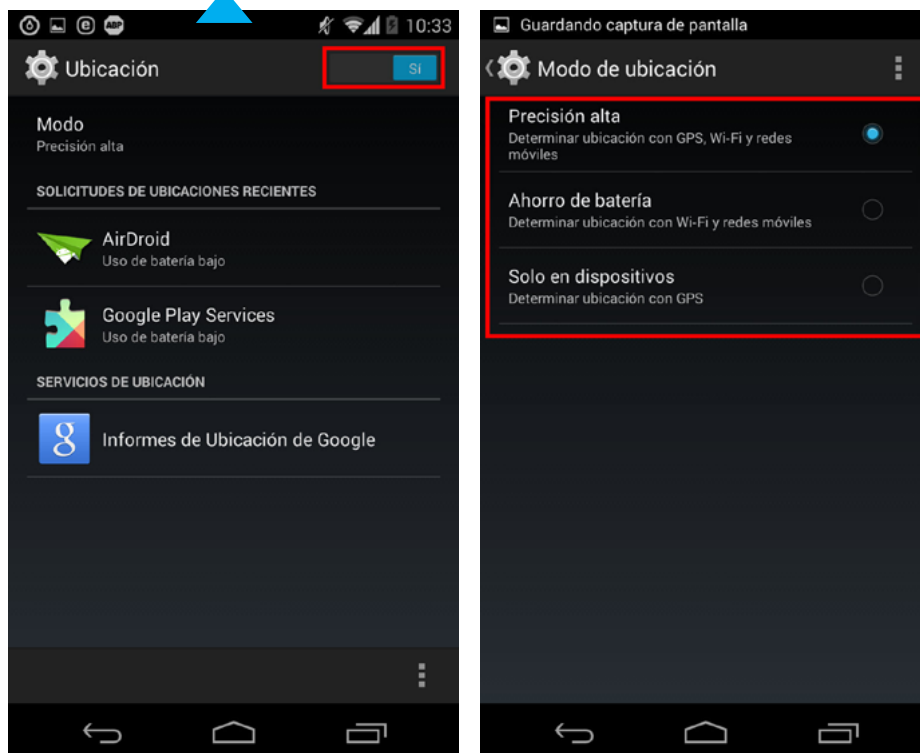 ABP
10:33
Ubicación
SÍ
Modo
Precisión alta
SOLICITUDES DE UBICACIONES RECIENTES
AirDroid
Uso de batería bajo
Google Play Services
Uso de batería bajo
SERVICIOS DE UBICACIÓN
g
Informes de Ubicación de Google
Guardando captura de pantalla
Modo de ubicación
Precisión alta
Determinar ubicación con GPS, Wi-Fi y redes
móviles
Ahorro de batería
Determinar ubicación con Wi-Fi y redes móviles
Solo en dispositivos
Determinar ubicación con GPS